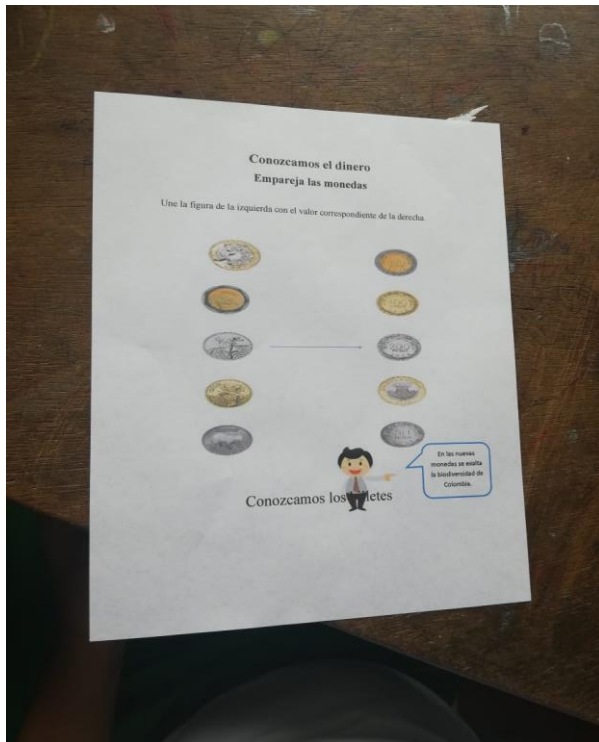 Conozcamos el dinero
Empareja las monedas
Une la figura de la izquierda con el valor correspondiente de la derecha
200
En las nuevas
monedas se exalta
la biodiversidad de
Colombia.
Conozcamos los